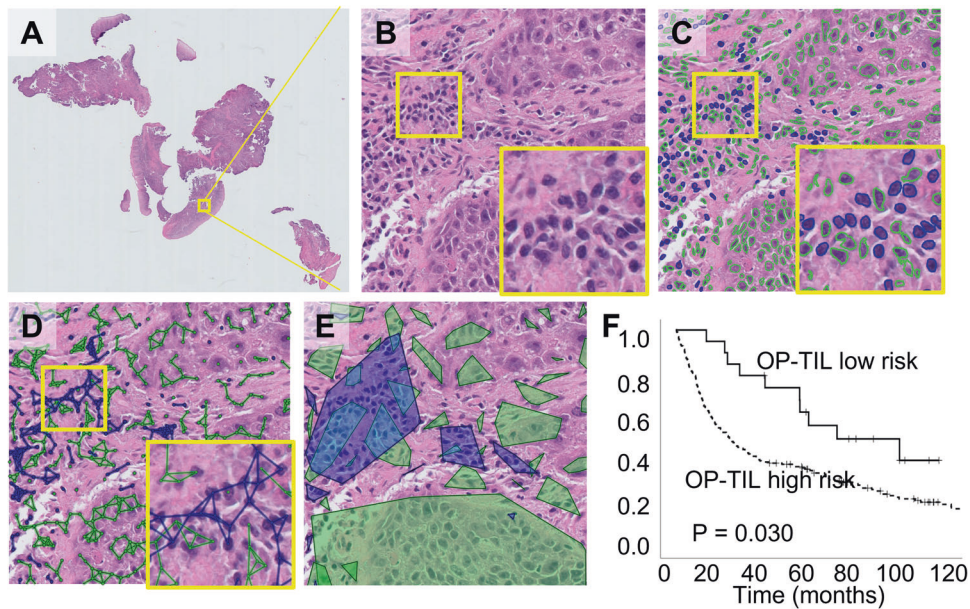 A
B
C
D
E
F
1.0
0.8
0.6
0.4
0.2
0.0
OP-TIL low risk
OP-TIL high risk
P = 0.030
0 20 40 60 80 100 120
Time (months)